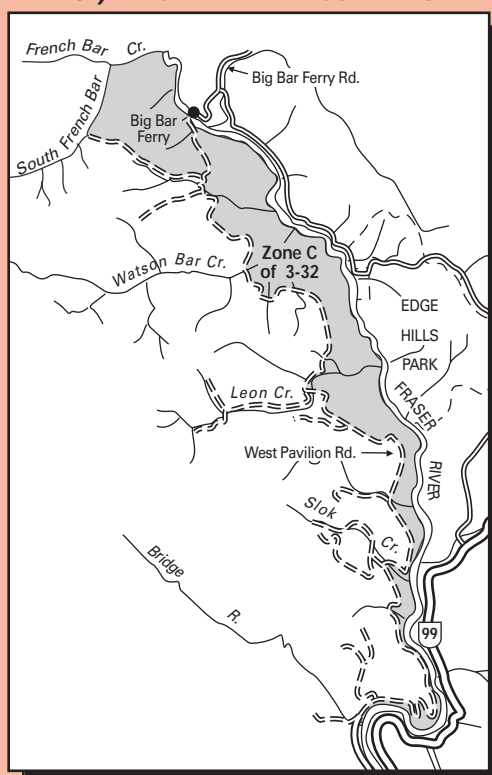 French Bar Cr.
Big Bar Ferry Rd.
Big Bar
Ferry
South French Bar
Zone C
of 3-32
Watson Bar Cr.
EDGE
HILLS
PARK
Leon Cr.
FRASER
RIVER
West Pavilion Rd.
Slok Cr.
Bridge R.
99